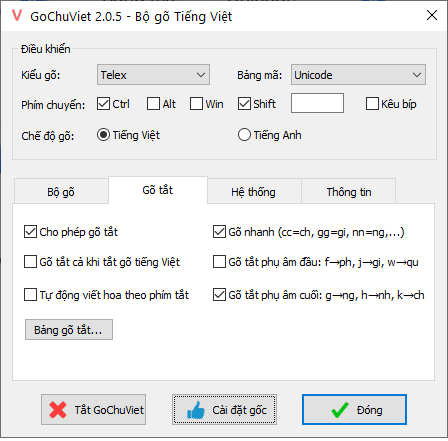 GoChuViet 2.0.5 - Bộ gõ Tiếng Việt
Điều khiển
Kiểu gõ: Telex Bảng mã: Unicode
Phím chuyển: Ctrl Alt Win Shift Kêu bíp
Chế độ gõ: Tiếng Việt Tiếng Anh
Bộ gõ Gõ tắt Hệ thống Thông tin
Cho phép gõ tắt Gõ nhanh (cc=ch, gg=gi, nn=ng,...)
Gõ tắt cả khi tắt gõ tiếng Việt Gõ tắt phụ âm đầu: f→ph, j→gi, w→qu
Tự động viết hoa theo phím tắt Gõ tắt phụ âm cuối: g→ng, h→nh, k→ch
Bảng gõ tắt...
Tắt GoChuViet Cài đặt gốc Đóng